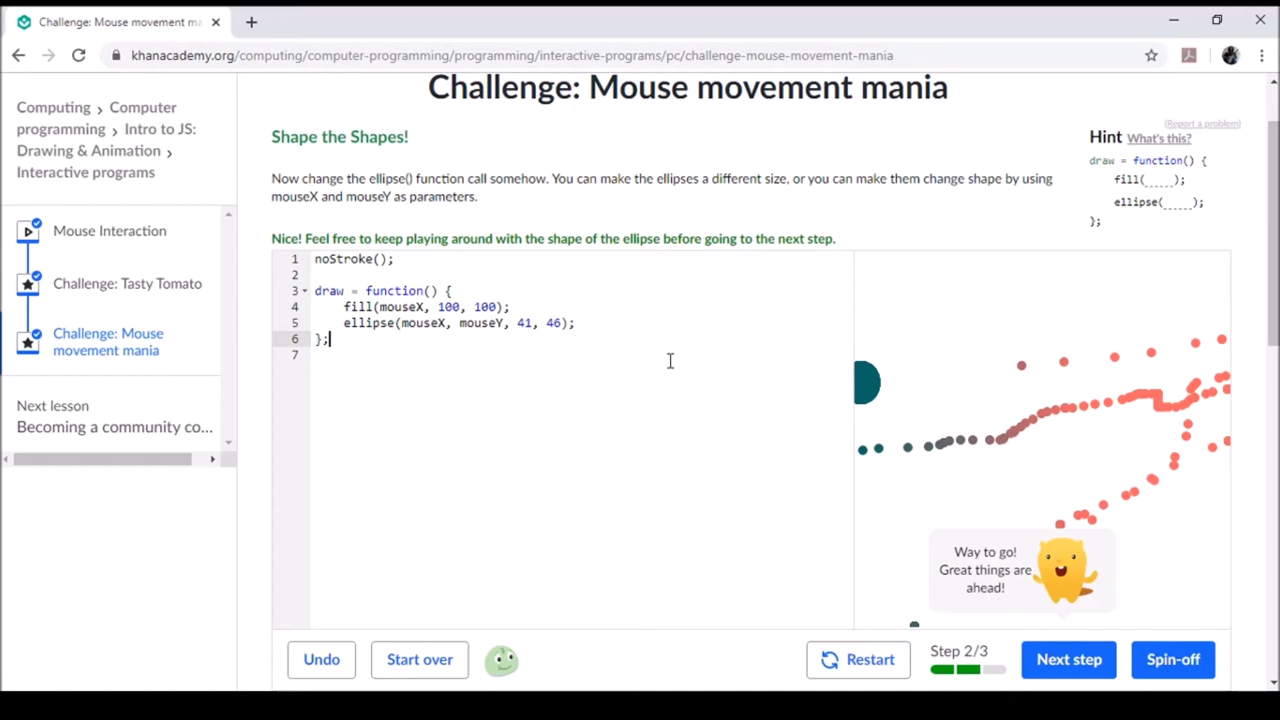 Challenge: Mouse movement ma
khanacademy.org/computing/computer-programming/programming/interactive-programs/pc/challenge-mouse-movement-mania
Computing > Computer
programming > Intro to JS:
Drawing & Animation >
Interactive programs
Mouse Interaction
Challenge: Tasty Tomato
Challenge: Mouse
movement mania
Next lesson
Becoming a community co...
Challenge: Mouse movement mania
Shape the Shapes!
Now change the ellipse() function call somehow. You can make the ellipses a different size, or you can make them change shape by using
mouseX and mouseY as parameters.
Nice! Feel free to keep playing around with the shape of the ellipse before going to the next step.
(Report a problem)
Hint What's this?
draw = function() {
fill(_____);
ellipse(_____);
};
1 noStroke();
2
3 draw = function() {
4 fill(mouseX, 100, 100);
5 ellipse(mouseX, mouseY, 41, 46);
6 };
7
Way to go!
Great things are
ahead!
Undo
Start over
Restart
Step 2/3
Next step
Spin-off